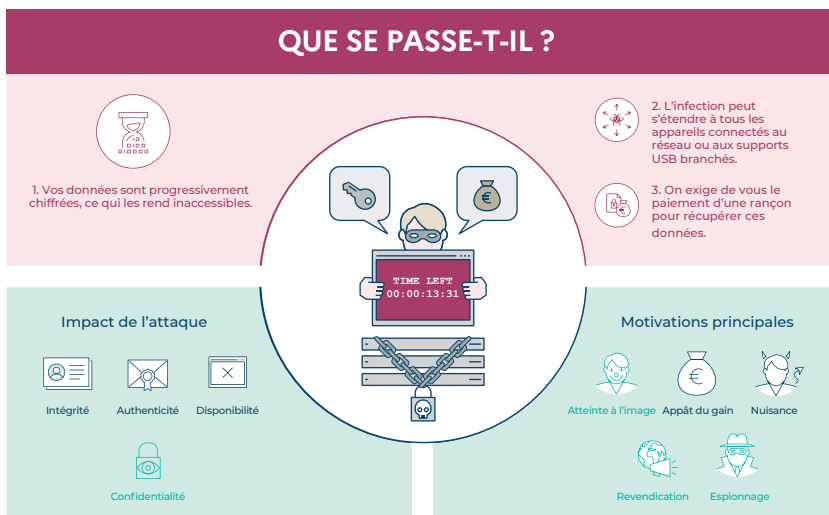 QUE SE PASSE-T-IL ?
1. Vos données sont progressivement
chiffrées, ce qui les rend inaccessibles.
2. L'infection peut
s'étendre à tous les
appareils connectés au
réseau ou aux supports
USB branchés.
3. On exige de vous le
paiement d'une rançon
pour récupérer ces
données.
TIME LEFT
00:00:13:31
Impact de l'attaque
Intégrité
Authenticité
Disponibilité
Confidentialité
Motivations principales
Atteinte à l'image
Appât du gain
Nuisance
Revendication
Espionnage